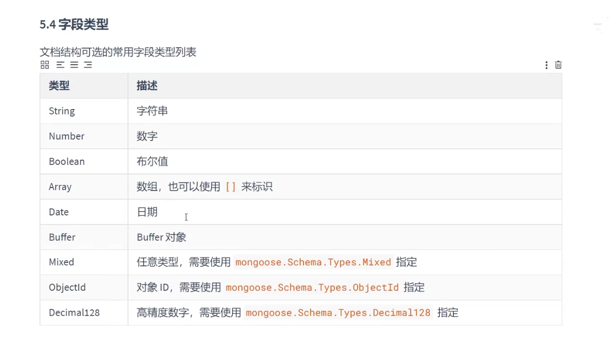 5.4 字段类型
文档结构可选的常用字段类型列表
类型 描述
String 字符串
Number 数字
Boolean 布尔值
Array 数组，也可以使用 [] 来标识
Date 日期
Buffer Buffer 对象
Mixed 任意类型，需要使用 mongoose.Schema.Types.Mixed 指定
ObjectId 对象 ID，需要使用 mongoose.Schema.Types.ObjectId 指定
Decimal128 高精度数字，需要使用 mongoose.Schema.Types.Decimal128 指定